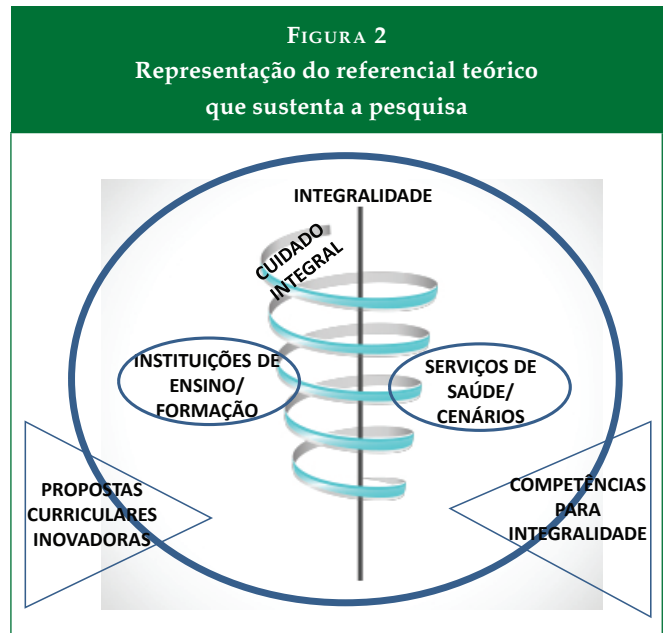 FIGURA 2
Representação do referencial teórico
que sustenta a pesquisa
INTEGRALIDADE
CUIDADO
INTEGRAL
INSTITUIÇÕES DE
ENSINO/
FORMAÇÃO
SERVIÇOS DE
SAÚDE/
CENÁRIOS
PROPOSTAS
CURRICULARES
INOVADORAS
COMPETÊNCIAS
PARA
INTEGRALIDADE